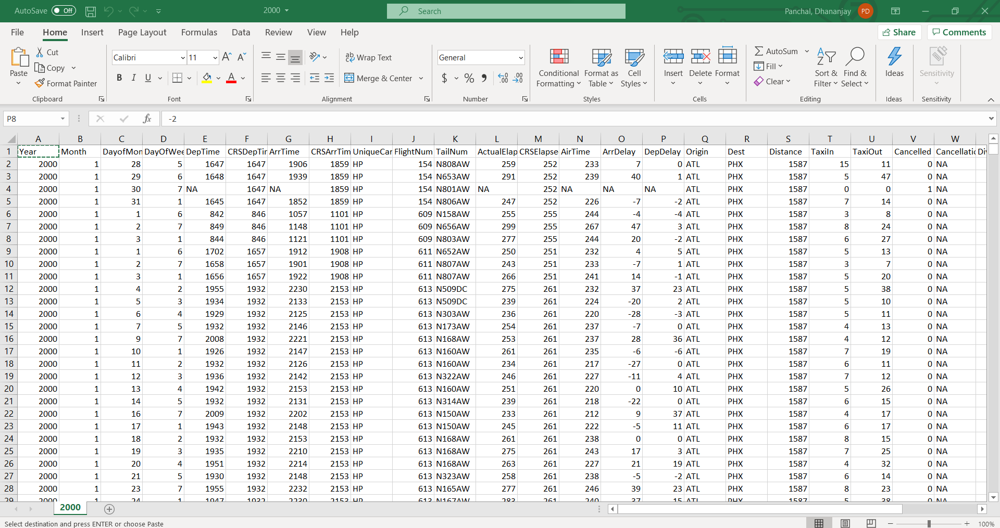 AutoSave Off 2000 Search Panchal, Dhananjay PD
File Home Insert Page Layout Formulas Data Review View Help Share Comments
Paste Cut Copy Format Painter Clipboard
Calibri 11 B I U A Font
Wrap Text Merge & Center Alignment
General $ % Number
Conditional Formatting Format as Table Cell Styles Styles
Insert Delete Format Cells
AutoSum Fill Clear Sort & Filter Find & Select Editing
Ideas Ideas
Sensitivity Sensitivity
P8 fx -2
A B C D E F G H I J K L M N O P Q R S T U V W
1 Year Month DayofMon DayOfWee DepTime CRSDepTir ArrTime CRSArrTim UniqueCar FlightNum TailNum ActualElap CRSElapse AirTime ArrDelay DepDelay Origin Dest Distance TaxiIn TaxiOut Cancelled Cancellatic Di
2 2000 1 28 5 1647 1647 1906 1859 HP 154 N808AW 259 252 233 7 0 ATL PHX 1587 15 11 0 NA
3 2000 1 29 6 1648 1647 1939 1859 HP 154 N653AW 291 252 239 40 1 ATL PHX 1587 5 47 0 NA
4 2000 1 30 7 NA 1647 NA 1859 HP 154 N801AW NA 252 NA NA NA ATL PHX 1587 0 0 1 NA
5 2000 1 31 1 1645 1647 1852 1859 HP 154 N806AW 247 252 226 -7 -2 ATL PHX 1587 7 14 0 NA
6 2000 1 1 6 842 846 1057 1101 HP 609 N158AW 255 255 244 -4 -4 ATL PHX 1587 3 8 0 NA
7 2000 1 2 7 849 846 1148 1101 HP 609 N656AW 299 255 267 47 3 ATL PHX 1587 8 24 0 NA
8 2000 1 3 1 844 846 1121 1101 HP 609 N803AW 277 255 244 20 -2 ATL PHX 1587 6 27 0 NA
9 2000 1 1 6 1702 1657 1912 1908 HP 611 N652AW 250 251 232 4 5 ATL PHX 1587 5 13 0 NA
10 2000 1 2 7 1658 1657 1901 1908 HP 611 N807AW 243 251 233 -7 1 ATL PHX 1587 3 7 0 NA
11 2000 1 3 1 1656 1657 1922 1908 HP 611 N807AW 266 251 241 14 -1 ATL PHX 1587 5 20 0 NA
12 2000 1 4 2 1955 1932 2230 2153 HP 613 N509DC 275 261 232 37 23 ATL PHX 1587 5 38 0 NA
13 2000 1 5 3 1934 1932 2133 2153 HP 613 N509DC 239 261 224 -20 2 ATL PHX 1587 5 10 0 NA
14 2000 1 6 4 1929 1932 2125 2153 HP 613 N303AW 236 261 220 -28 -3 ATL PHX 1587 5 11 0 NA
15 2000 1 7 5 1932 1932 2146 2153 HP 613 N173AW 254 261 237 -7 0 ATL PHX 1587 4 13 0 NA
16 2000 1 9 7 2008 1932 2221 2153 HP 613 N168AW 253 261 237 28 36 ATL PHX 1587 4 12 0 NA
17 2000 1 10 1 1926 1932 2147 2153 HP 613 N160AW 261 261 235 -6 -6 ATL PHX 1587 7 19 0 NA
18 2000 1 11 2 1932 1932 2126 2153 HP 613 N160AW 234 261 217 -27 0 ATL PHX 1587 6 11 0 NA
19 2000 1 12 3 1936 1932 2142 2153 HP 613 N322AW 246 261 227 -11 4 ATL PHX 1587 7 12 0 NA
20 2000 1 13 4 1942 1932 2153 2153 HP 613 N160AW 251 261 220 0 10 ATL PHX 1587 5 26 0 NA
21 2000 1 14 5 1932 1932 2131 2153 HP 613 N314AW 239 261 218 -22 0 ATL PHX 1587 6 15 0 NA
22 2000 1 16 7 2009 1932 2202 2153 HP 613 N150AW 233 261 212 9 37 ATL PHX 1587 4 17 0 NA
23 2000 1 17 1 1943 1932 2148 2153 HP 613 N150AW 245 261 222 -5 11 ATL PHX 1587 6 17 0 NA
24 2000 1 18 2 1932 1932 2153 2153 HP 613 N168AW 261 261 238 0 0 ATL PHX 1587 8 15 0 NA
25 2000 1 19 3 1935 1932 2210 2153 HP 613 N168AW 275 261 243 17 3 ATL PHX 1587 7 25 0 NA
26 2000 1 20 4 1951 1932 2214 2153 HP 613 N168AW 263 261 227 21 19 ATL PHX 1587 4 32 0 NA
27 2000 1 21 5 1930 1932 2148 2153 HP 613 N323AW 258 261 238 -5 -2 ATL PHX 1587 6 14 0 NA
28 2000 1 23 7 1955 1932 2232 2153 HP 613 N165AW 277 261 246 39 23 ATL PHX 1587 8 23 0 NA
29 2000 1 24 1 1947 1932 2230 2153 HP 613 N167AW 283 261 240 37 15 ATL PHX 1587 5 38 0 NA
2000
Select destination and press ENTER or choose Paste 100%